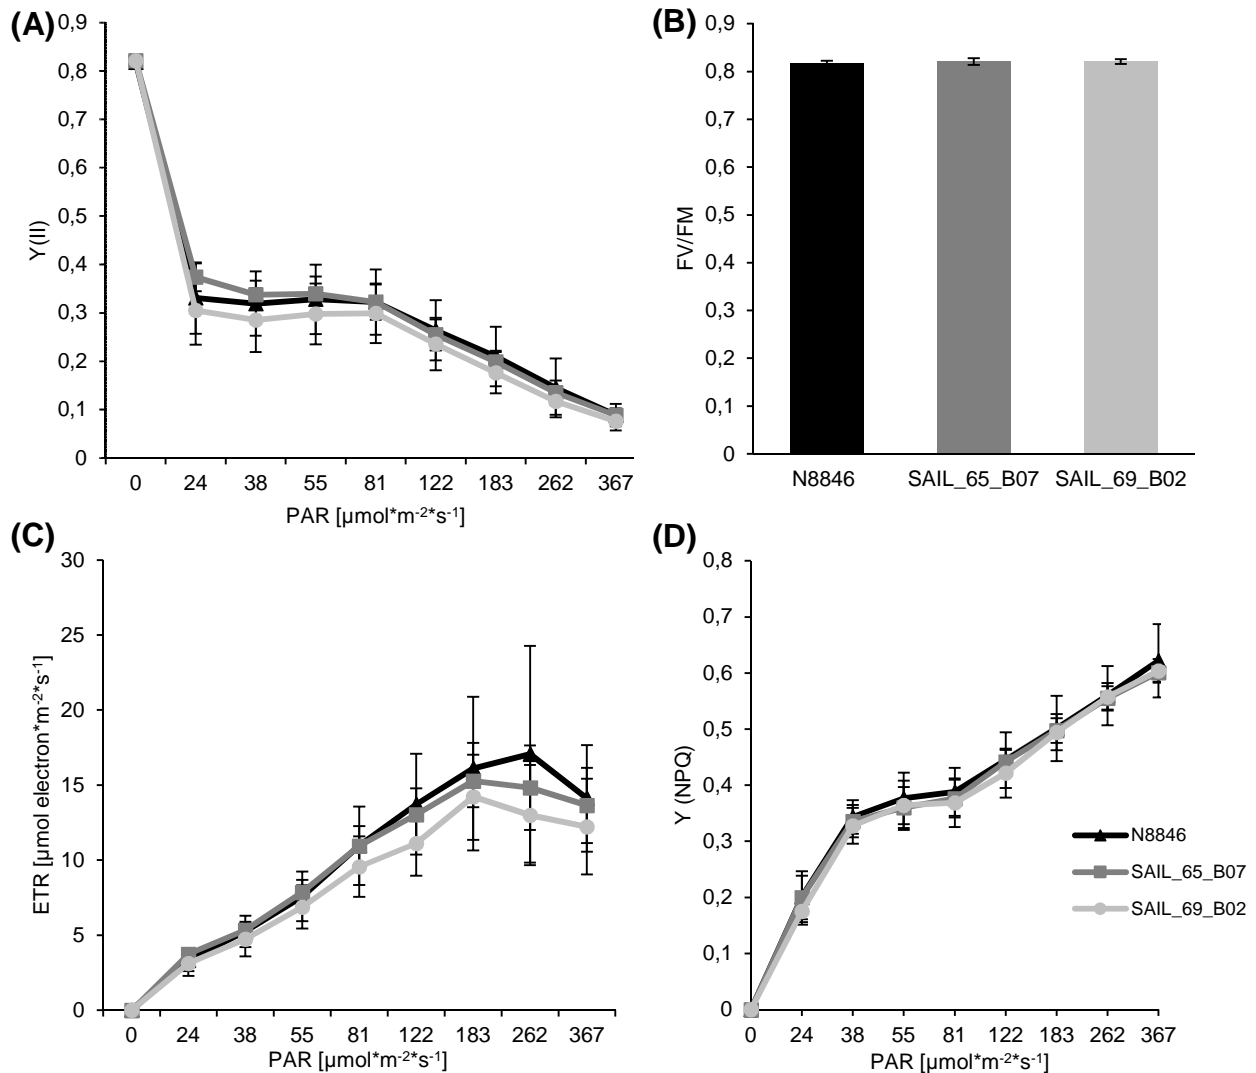 (A)
0,9
0,8
0,7
0,6
0,5
0,4
0,3
0,2
0,1
0
Y(II)
0 24 38 55 81 122 183 262 367
PAR [µmol*m-2*s-1]
(B)
0,9
0,8
0,7
0,6
0,5
0,4
0,3
0,2
0,1
0
FV/FM
N8846 SAIL_65_B07 SAIL_69_B02
(C)
30
25
20
15
10
5
0
ETR [µmol electron*m-2*s-1]
0 24 38 55 81 122 183 262 367
PAR [µmol*m-2*s-1]
(D)
0,8
0,7
0,6
0,5
0,4
0,3
0,2
0,1
0
Y (NPQ)
N8846
SAIL_65_B07
SAIL_69_B02
0 24 38 55 81 122 183 262 367
PAR [µmol*m-2*s-1]